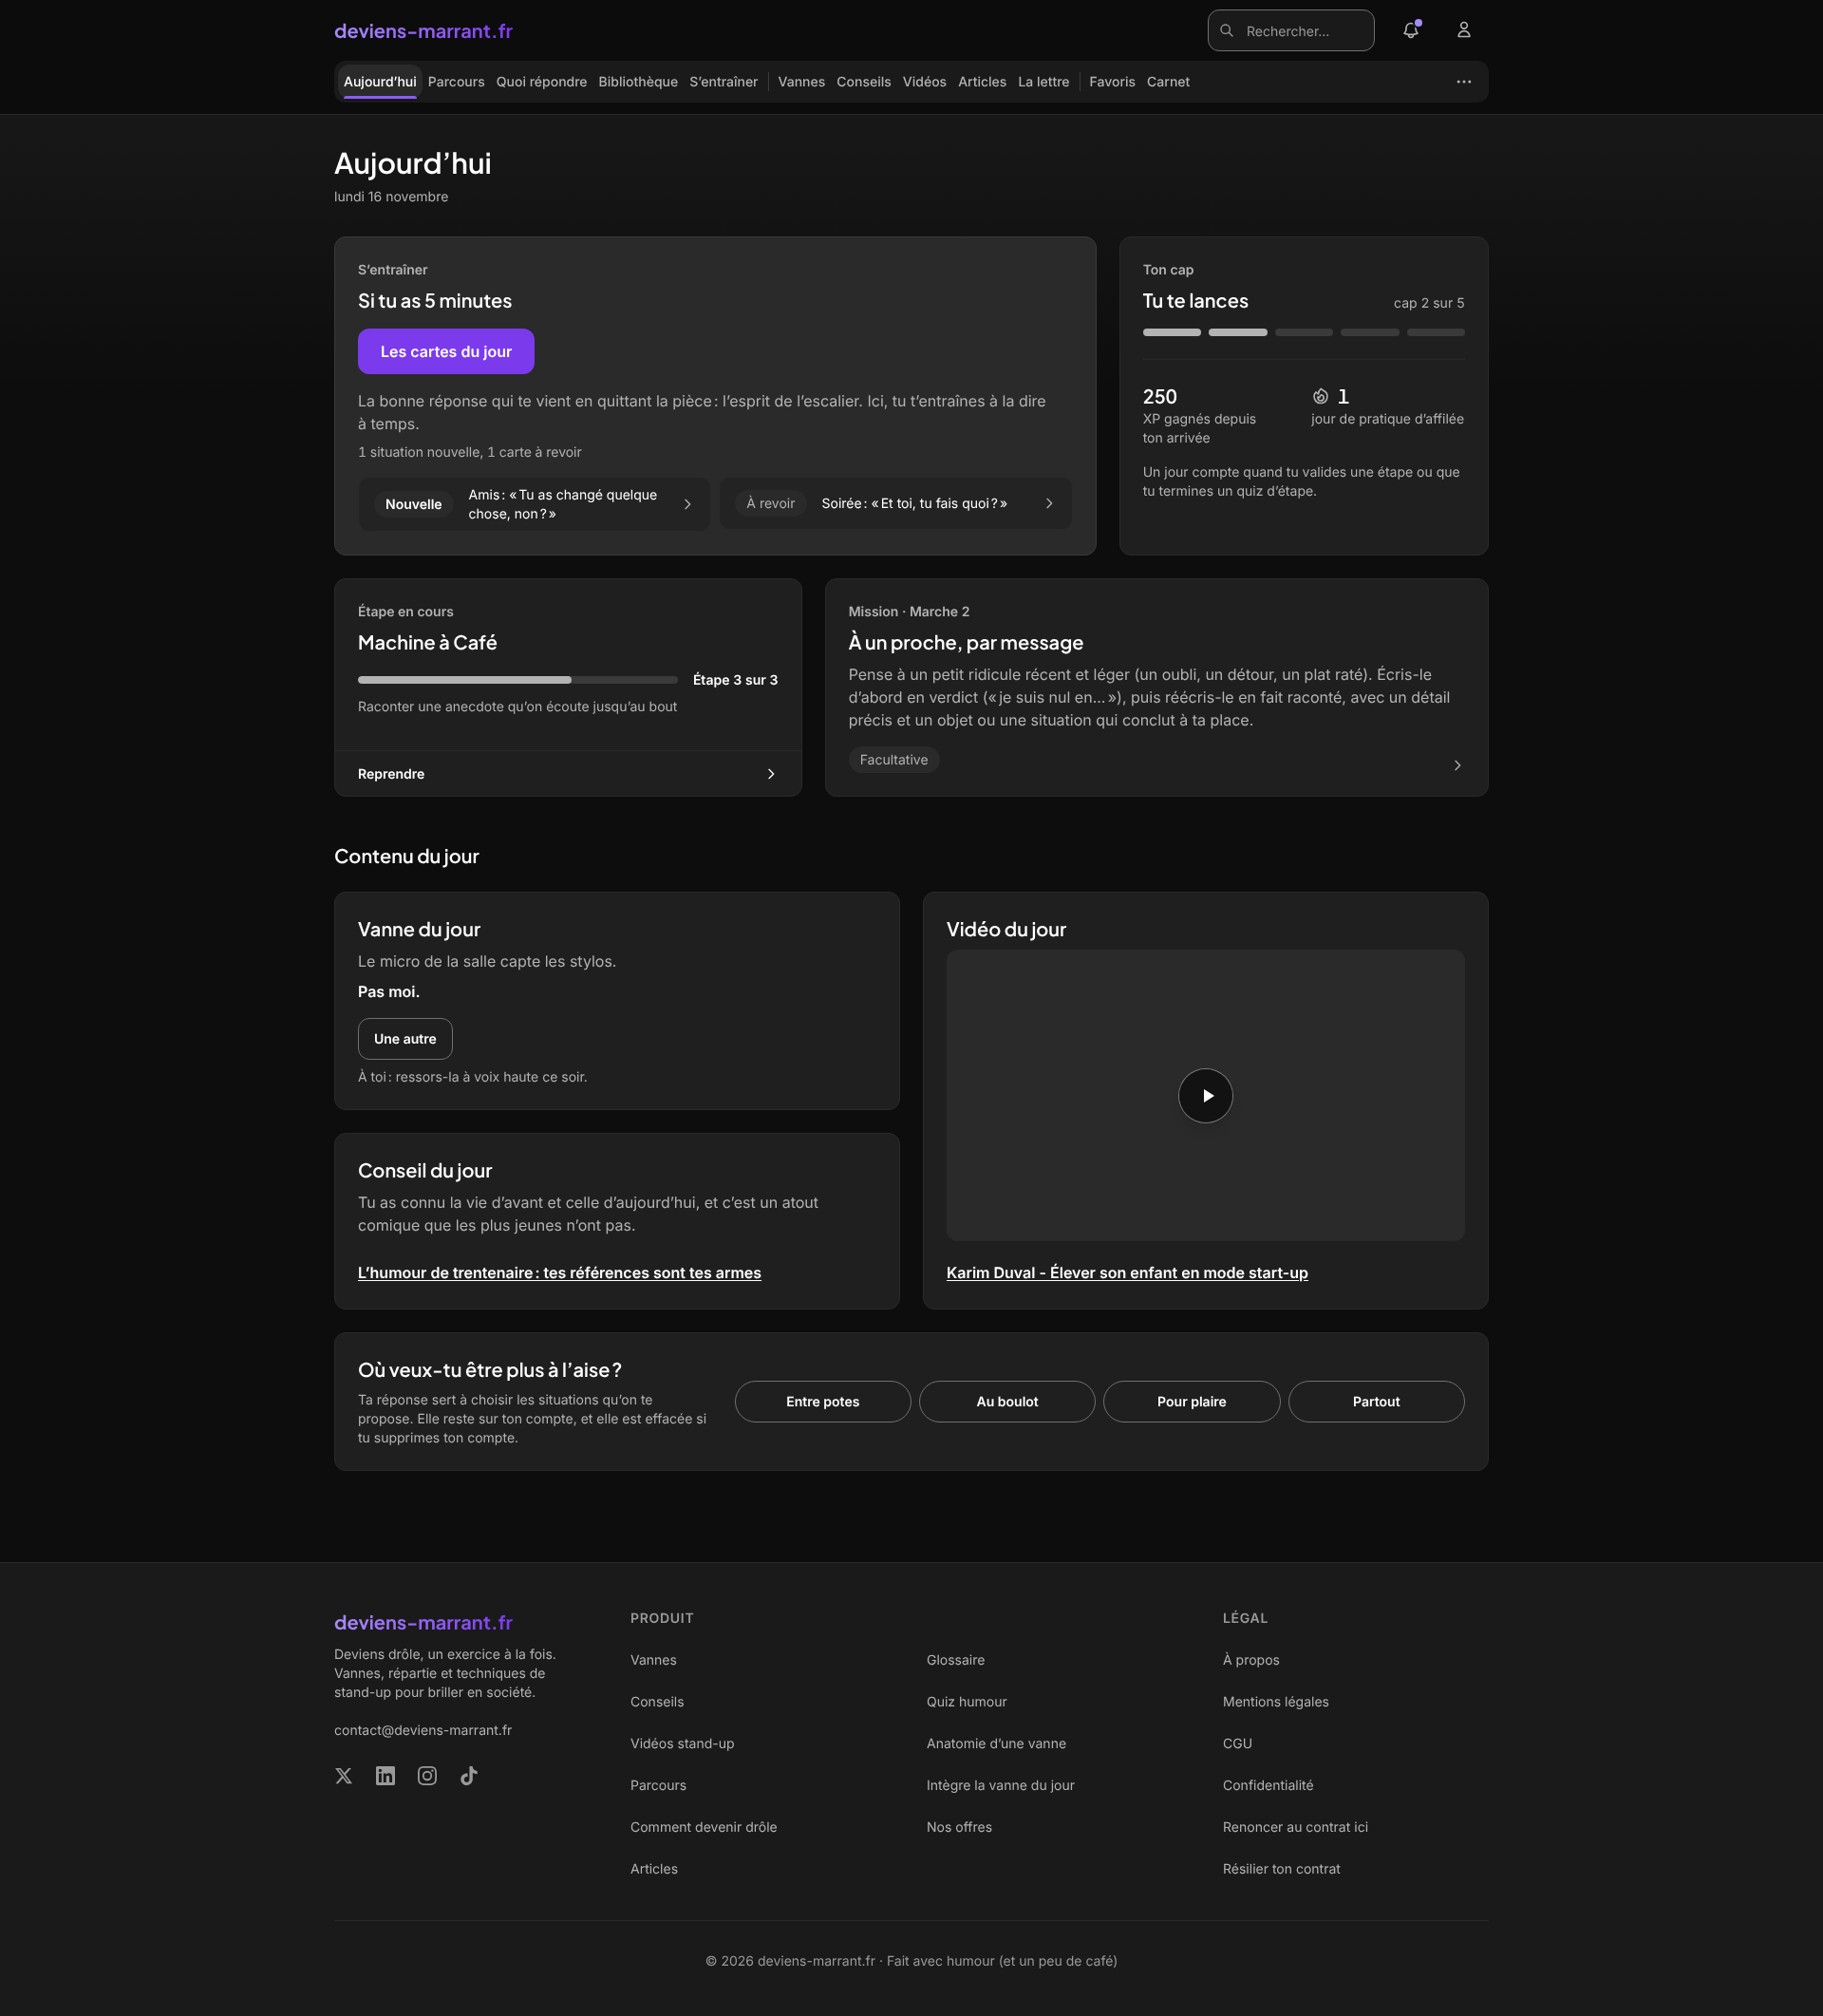 deviens-marrant.fr
Rechercher...
Aujourd’hui Parcours Quoi répondre Bibliothèque S’entraîner Vannes Conseils Vidéos Articles La lettre Favoris Carnet
Aujourd’hui
lundi 16 novembre
S’entraîner
Si tu as 5 minutes
Les cartes du jour
La bonne réponse qui te vient en quittant la pièce : l’esprit de l’escalier. Ici, tu t’entraînes à la dire
à temps.
1 situation nouvelle, 1 carte à revoir
Nouvelle
Amis : « Tu as changé quelque
chose, non ? »
À revoir
Soirée : « Et toi, tu fais quoi ? »
Ton cap
Tu te lances
cap 2 sur 5
250
XP gagnés depuis
ton arrivée
1
jour de pratique d’affilée
Un jour compte quand tu valides une étape ou que
tu termines un quiz d’étape.
Étape en cours
Machine à Café
Étape 3 sur 3
Raconter une anecdote qu’on écoute jusqu’au bout
Reprendre
Mission · Marche 2
À un proche, par message
Pense à un petit ridicule récent et léger (un oubli, un détour, un plat raté). Écris-le
d’abord en verdict (« je suis nul en… »), puis réécris-le en fait raconté, avec un détail
précis et un objet ou une situation qui conclut à ta place.
Facultative
Contenu du jour
Vanne du jour
Le micro de la salle capte les stylos.
Pas moi.
Une autre
À toi : ressors-la à voix haute ce soir.
Conseil du jour
Tu as connu la vie d’avant et celle d’aujourd’hui, et c’est un atout
comique que les plus jeunes n’ont pas.
L’humour de trentenaire : tes références sont tes armes
Vidéo du jour
Karim Duval - Élever son enfant en mode start-up
Où veux-tu être plus à l’aise ?
Ta réponse sert à choisir les situations qu’on te
propose. Elle reste sur ton compte, et elle est effacée si
tu supprimes ton compte.
Entre potes
Au boulot
Pour plaire
Partout
deviens-marrant.fr
Deviens drôle, un exercice à la fois.
Vannes, répartie et techniques de
stand-up pour briller en société.
contact@deviens-marrant.fr
PRODUIT
Vannes
Conseils
Vidéos stand-up
Parcours
Comment devenir drôle
Articles
Glossaire
Quiz humour
Anatomie d’une vanne
Intègre la vanne du jour
Nos offres
LÉGAL
À propos
Mentions légales
CGU
Confidentialité
Renoncer au contrat ici
Résilier ton contrat
© 2026 deviens-marrant.fr · Fait avec humour (et un peu de café)